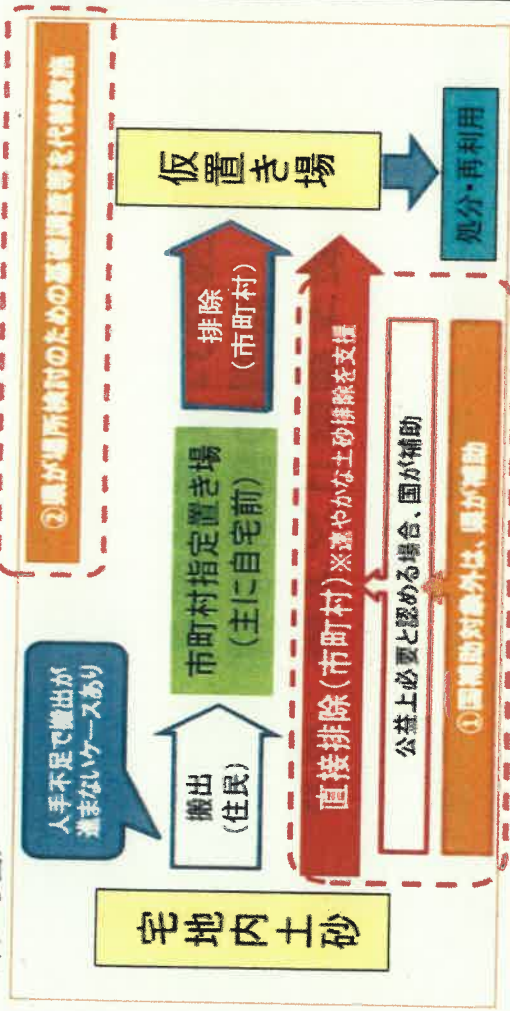 ②県が場所検討のための基礎調査等を代替実施
人手不足で搬出が
進まないケースあり
宅地内土砂
搬出
(住民)
市町村指定置き場
(主に自宅前)
排除
(市町村)
仮置き場
直接排除(市町村)※速やかな土砂排除を支援
公益上必要と認める場合、国が補助
①国補助対象外は、県が補助
処分・再利用